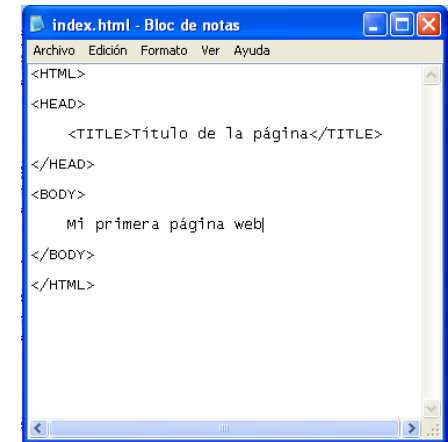 index.html - Bloc de notas
Archivo Edición Formato Ver Ayuda
<HTML>
<HEAD>
<TITLE>Título de la página</TITLE>
</HEAD>
<BODY>
Mi primera página web
</BODY>
</HTML>